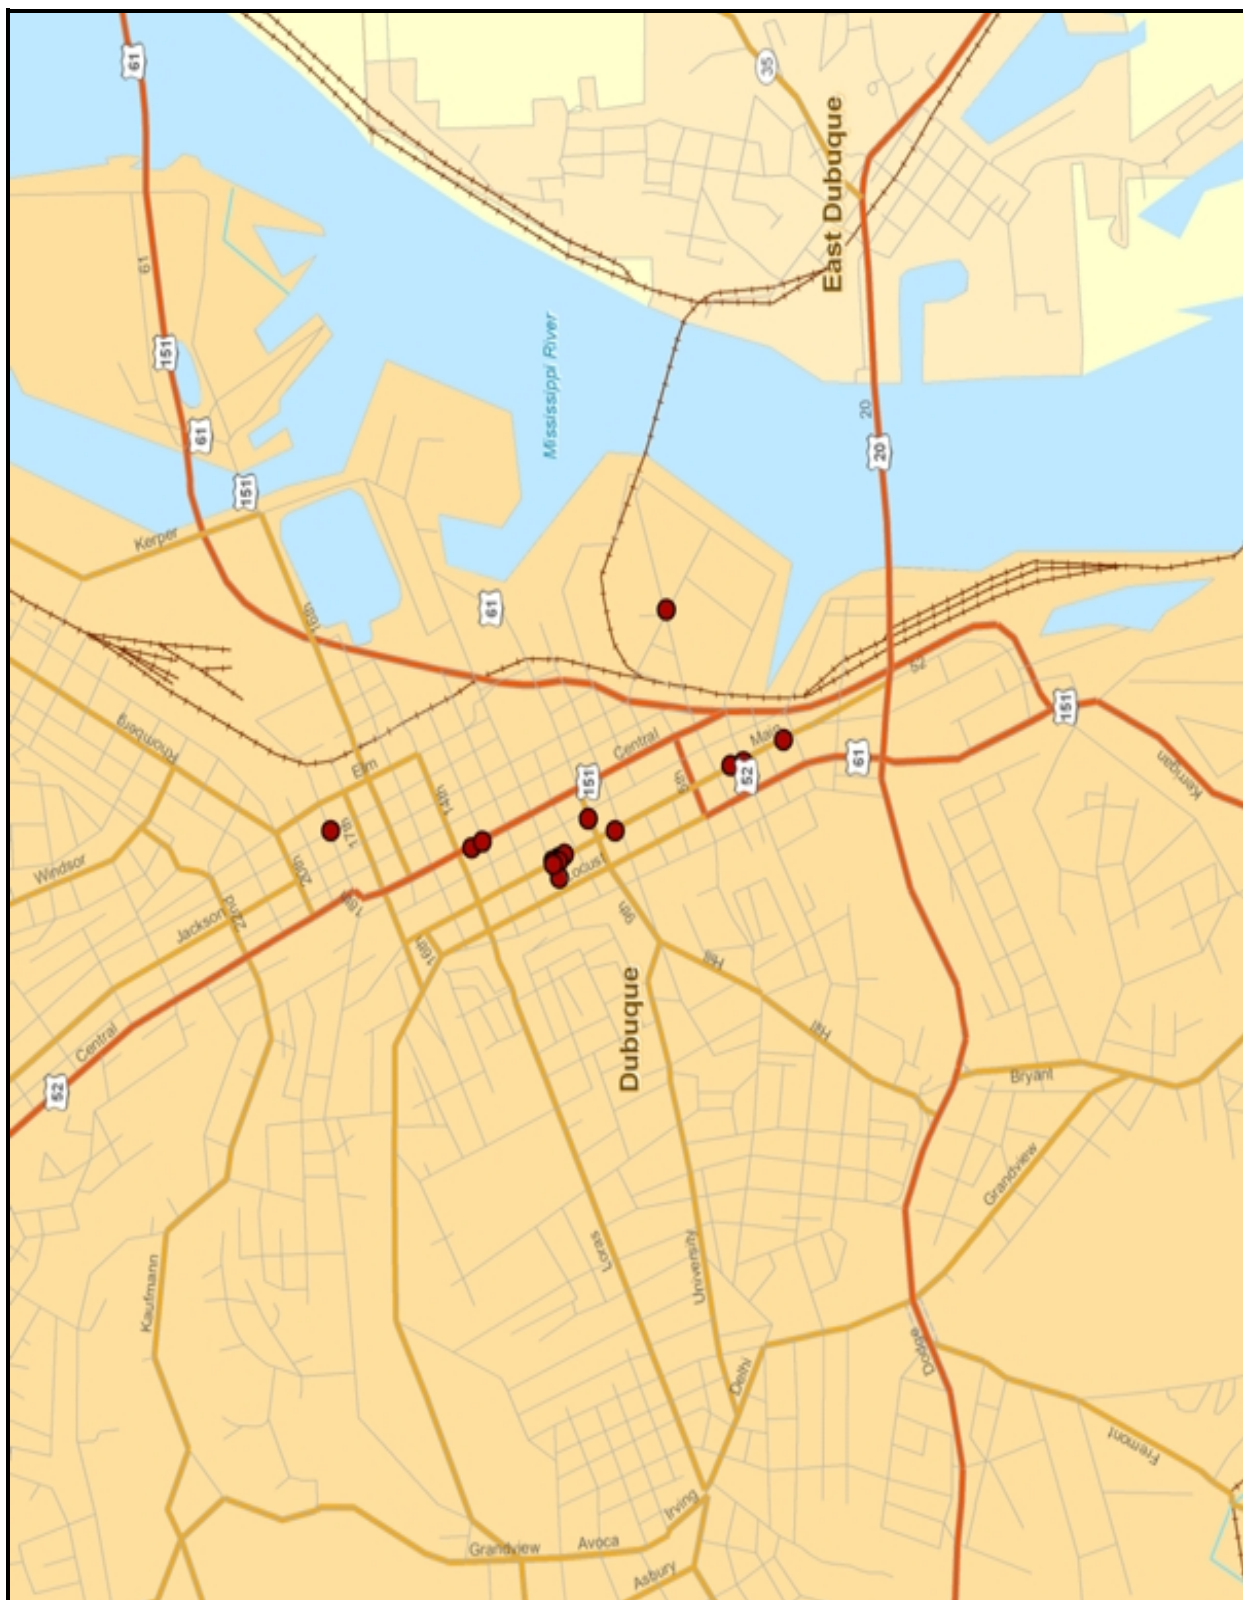 61
35
East Dubuque
61
151
Mississippi River
20
61
20
151
Kerper
61
16th
52
151
Rhomberg
Main
Central
61
Elm
6th
52
151
Kerrigan
14th
17th
Windsor
20th
Locust
18th
22nd
Jackson
9th
16th
Hill
Dubuque
Hill
Central
Bryant
52
Grandview
Loras
University
Kaufmann
Dodge
Delhi
Fremont
Irving
Avoca
Grandview
Asbury